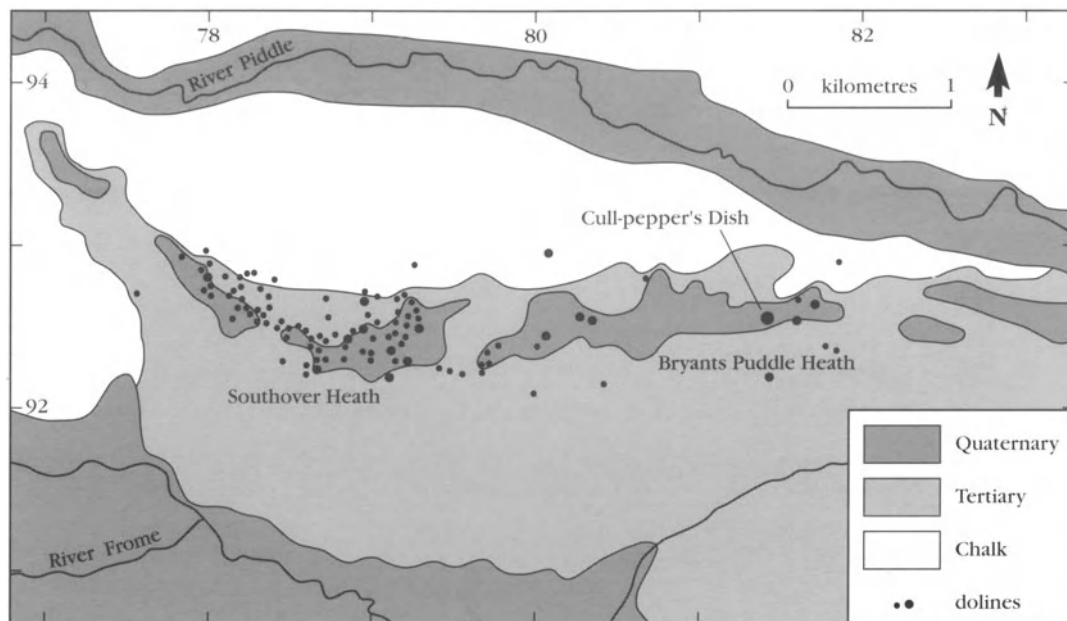 78
80
82
94
River Piddle
0 kilometres 1
N
Cull-pepper's Dish
Southover Heath
Bryants Puddle Heath
92
River Frome
Quaternary
Tertiary
Chalk
dolines